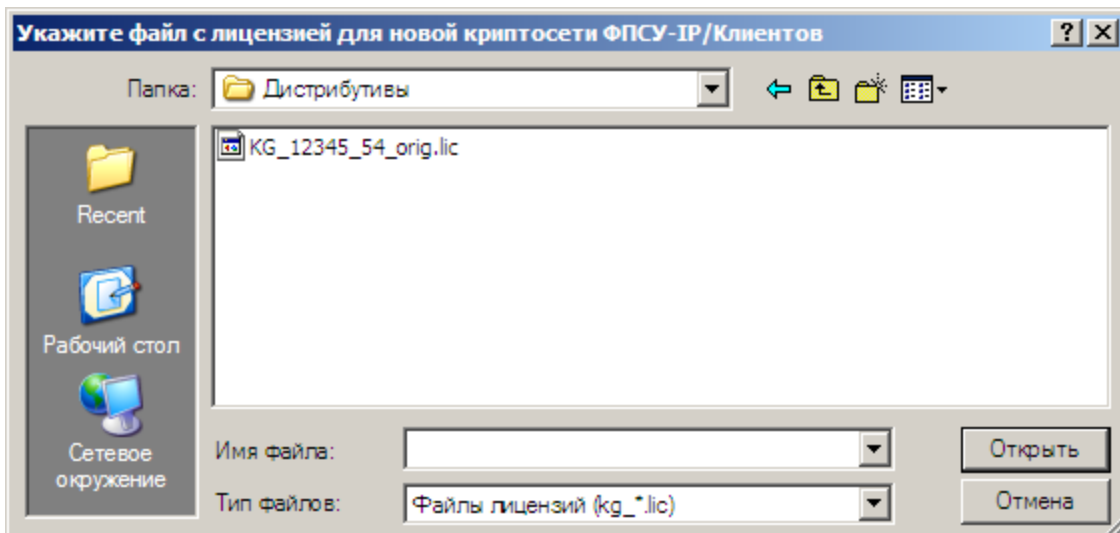 Укажите файл с лицензией для новой криптосети ФПСУ-IP/Клиентов
Папка: Дистрибутивы
KG_12345_54_orig.lic
Recent
Рабочий стол
Сетевое
окружение
Имя файла:
Открыть
Тип файлов: Файлы лицензий (kg_*.lic)
Отмена